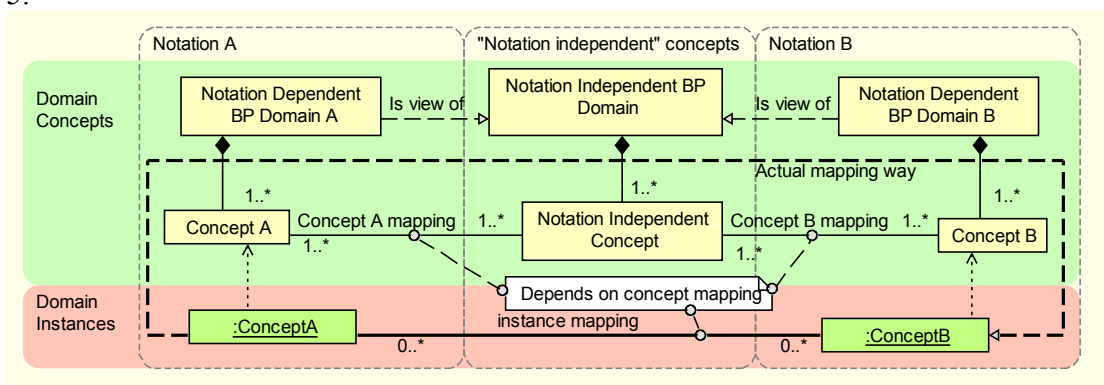 Notation A
"Notation independent" concepts
Notation B
Domain
Concepts
Notation Dependent
BP Domain A
Is view of
Notation Independent BP
Domain
Is view of
Notation Dependent
BP Domain B
Actual mapping way
1..*
1..*
1..*
Concept A
Concept A mapping
1..*
1..*
Notation Independent
Concept
Concept B mapping
1..*
1..*
Concept B
Depends on concept mapping
Domain
Instances
:ConceptA
instance mapping
0..*
0..*
:ConceptB